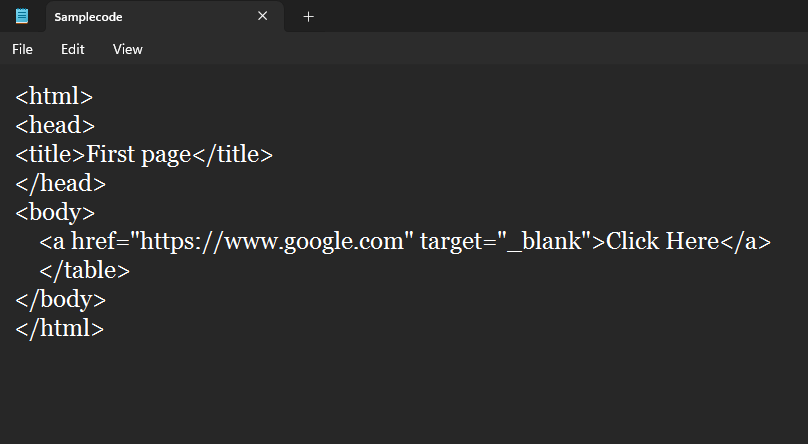 Samplecode
File Edit View
<html>
<head>
<title>First page</title>
</head>
<body>
    <a href="https://www.google.com" target="_blank">Click Here</a>
    </table>
</body>
</html>